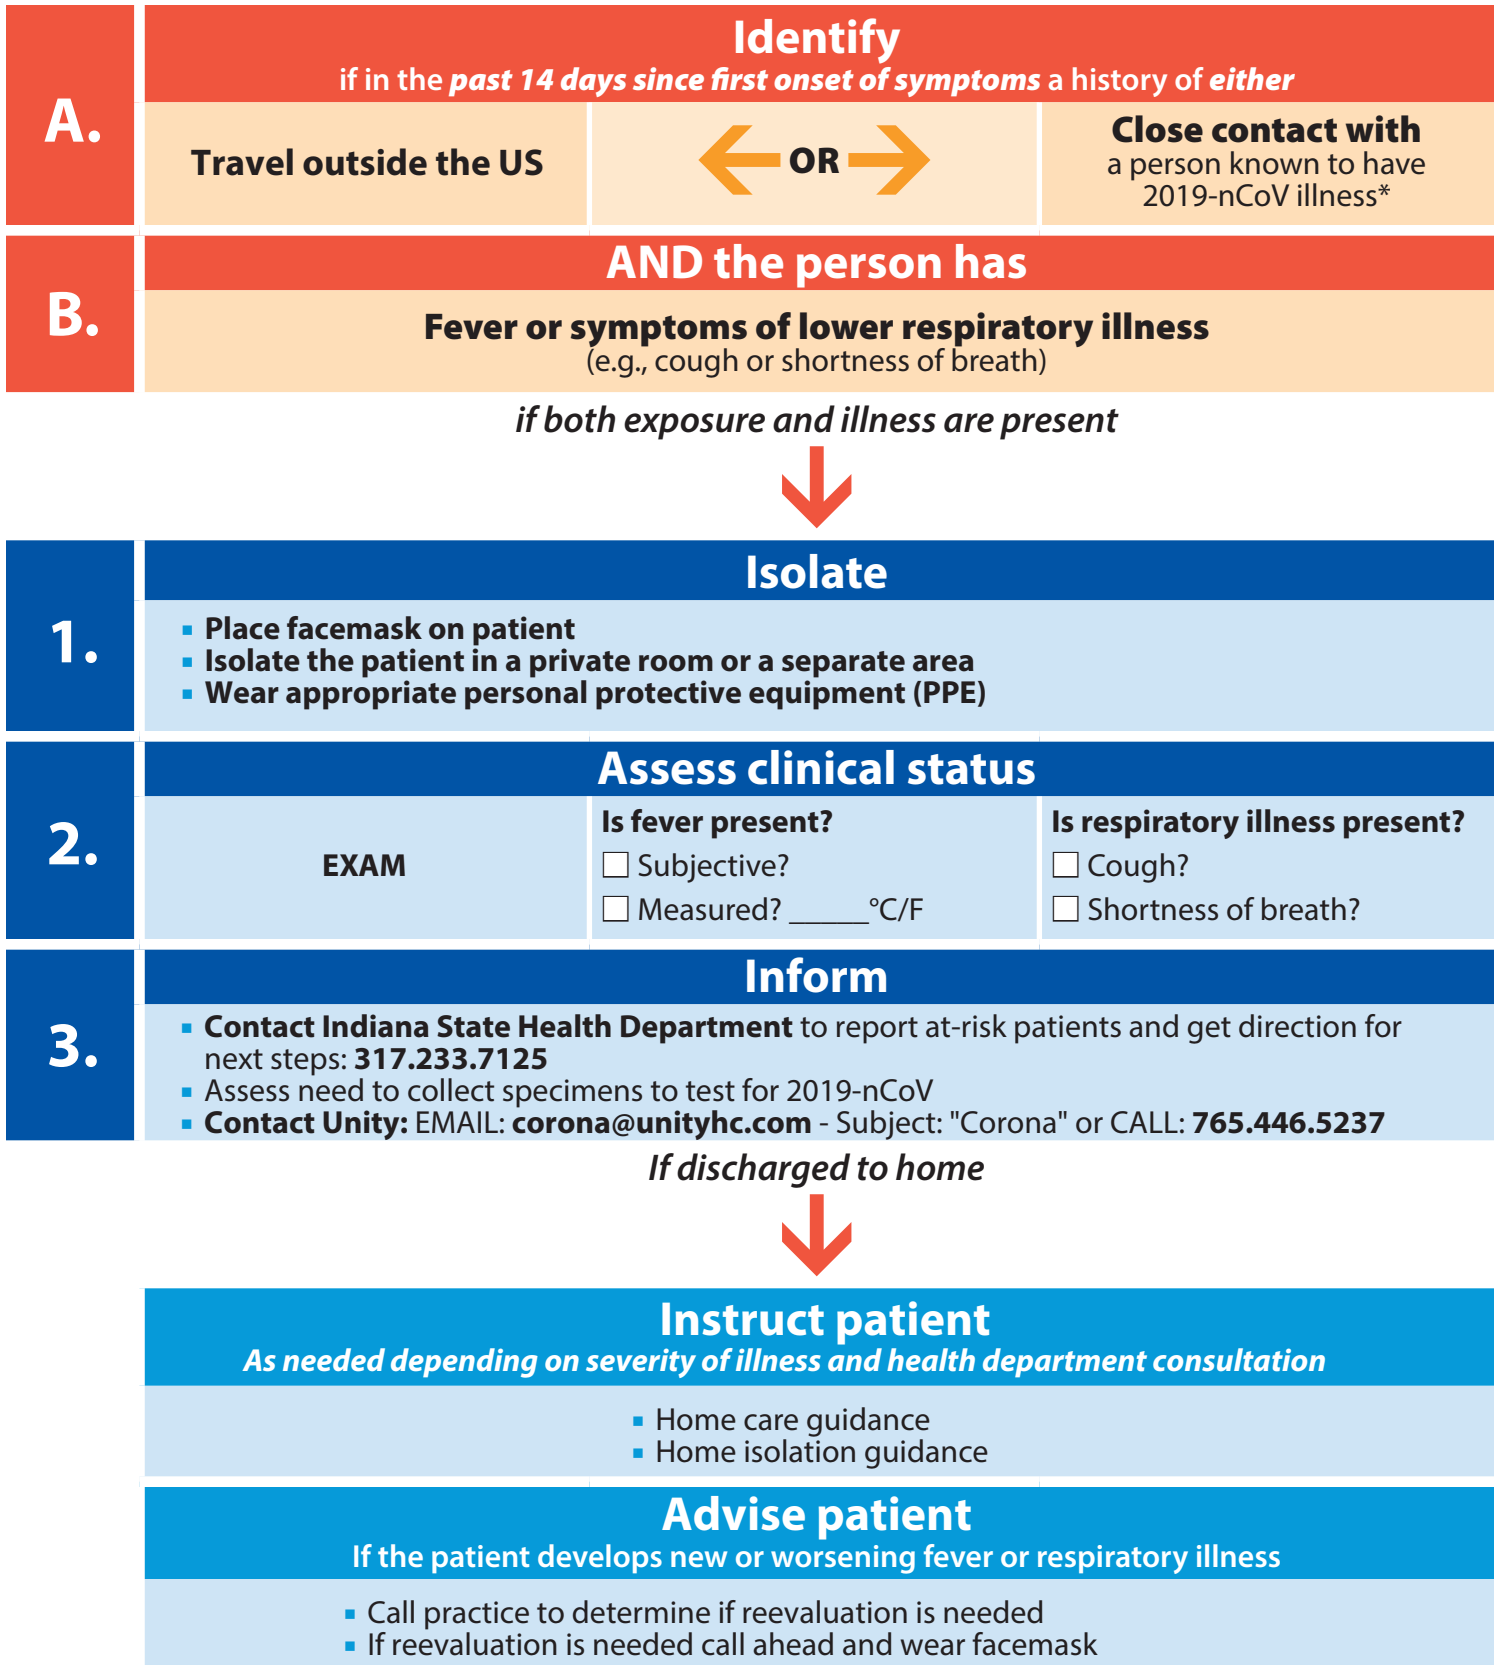 A.
Identify
if in the past 14 days since first onset of symptoms a history of either
Travel outside the US
OR
Close contact with
a person known to have
2019-nCoV illness*
B.
AND the person has
Fever or symptoms of lower respiratory illness
(e.g., cough or shortness of breath)
if both exposure and illness are present
1.
Isolate
▪ Place facemask on patient
▪ Isolate the patient in a private room or a separate area
▪ Wear appropriate personal protective equipment (PPE)
2.
Assess clinical status
EXAM
Is fever present?
☐ Subjective?
☐ Measured? _____°C/F
Is respiratory illness present?
☐ Cough?
☐ Shortness of breath?
3.
Inform
▪ Contact Indiana State Health Department to report at-risk patients and get direction for
next steps: 317.233.7125
▪ Assess need to collect specimens to test for 2019-nCoV
▪ Contact Unity: EMAIL: corona@unityhc.com - Subject: "Corona" or CALL: 765.446.5237
If discharged to home
Instruct patient
As needed depending on severity of illness and health department consultation
▪ Home care guidance
▪ Home isolation guidance
Advise patient
If the patient develops new or worsening fever or respiratory illness
▪ Call practice to determine if reevaluation is needed
▪ If reevaluation is needed call ahead and wear facemask